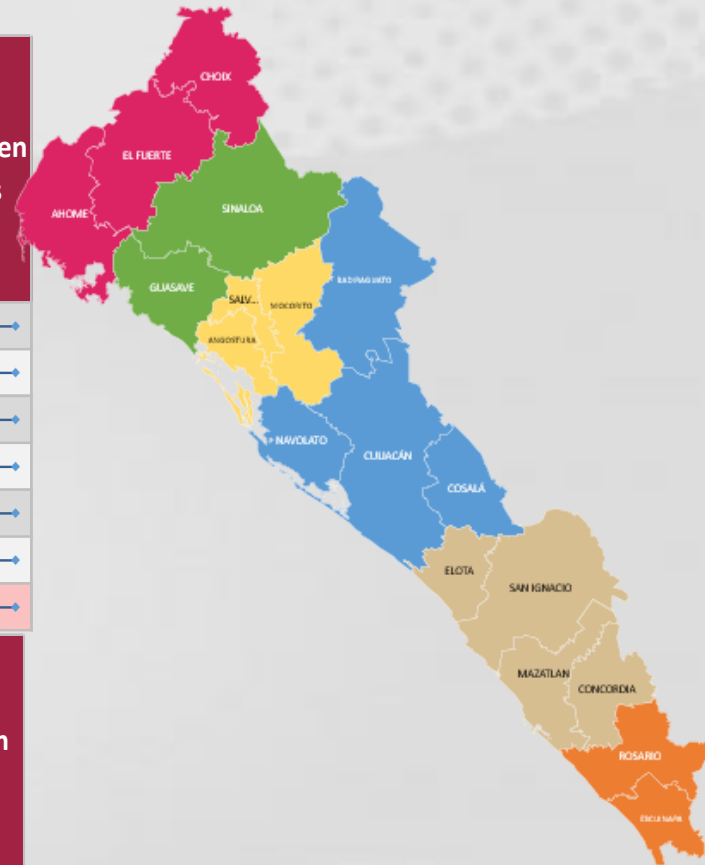 en
s
n
CHOIX
EL FUERTE
AHOME
SINALOA
GUASAVE
SALV...
MOCORITO
BADIRAGUATO
ANGOSTURA
NAVOLATO
CULIACÁN
COSALÁ
ELOTA
SAN IGNACIO
MAZATLAN
CONCORDIA
ROSARIO
ESCUINAPA